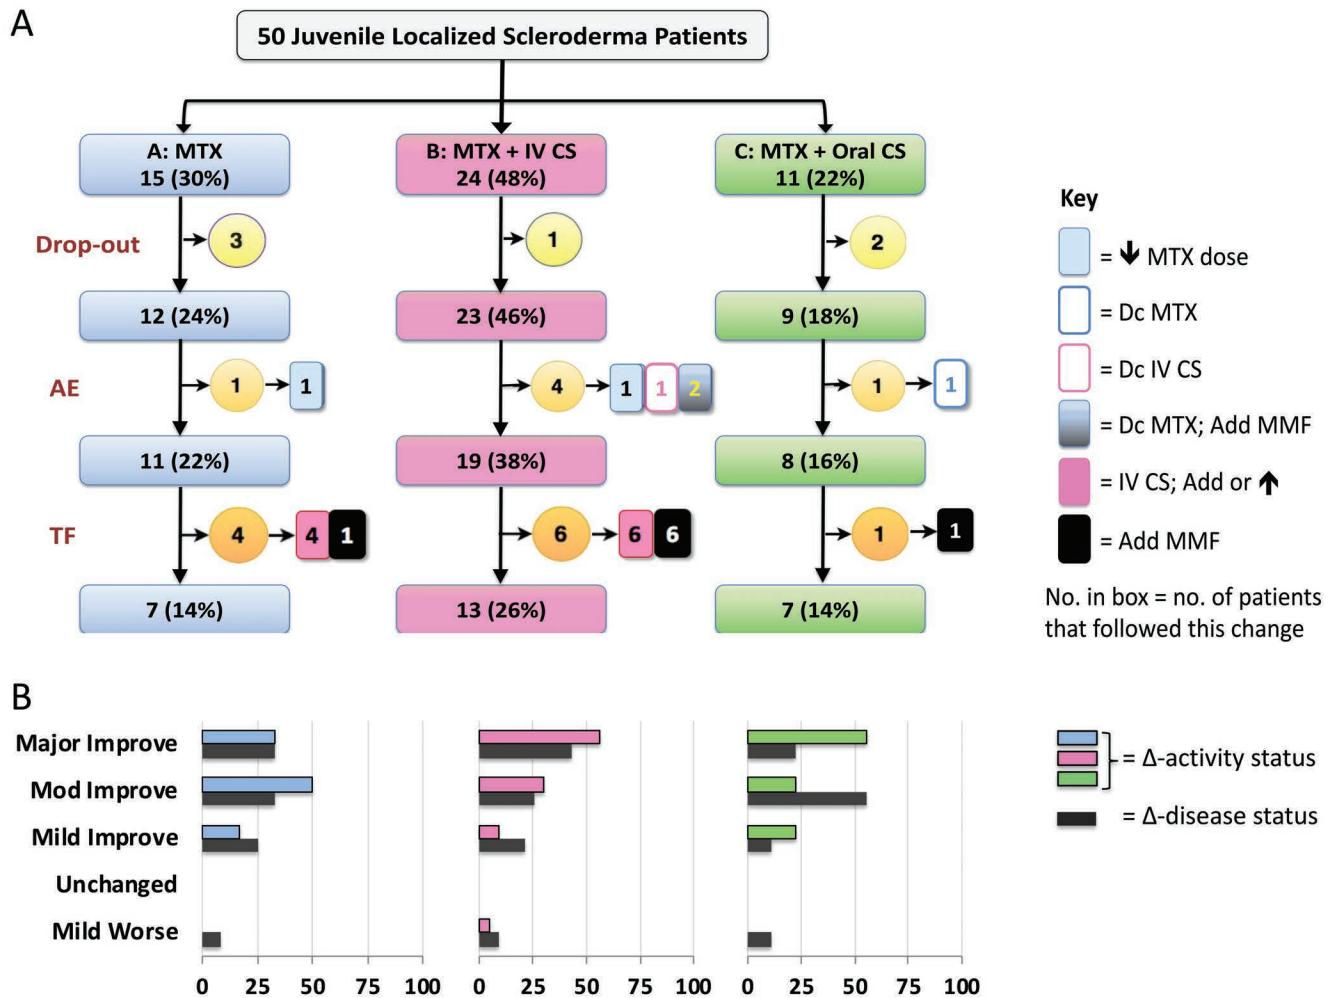 A
50 Juvenile Localized Scleroderma Patients
A: MTX
15 (30%)
B: MTX + IV CS
24 (48%)
C: MTX + Oral CS
11 (22%)
Drop-out
3
1
2
12 (24%)
23 (46%)
9 (18%)
AE
1
1
4
1
1
2
1
1
11 (22%)
19 (38%)
8 (16%)
TF
4
4
1
6
6
6
1
1
7 (14%)
13 (26%)
7 (14%)
Key
= 🡇 MTX dose
= Dc MTX
= Dc IV CS
= Dc MTX; Add MMF
= IV CS; Add or 🡅
= Add MMF
No. in box = no. of patients
that followed this change
B
Major Improve
Mod Improve
Mild Improve
Unchanged
Mild Worse
0 25 50 75 100
0 25 50 75 100
0 25 50 75 100
= Δ-activity status
= Δ-disease status